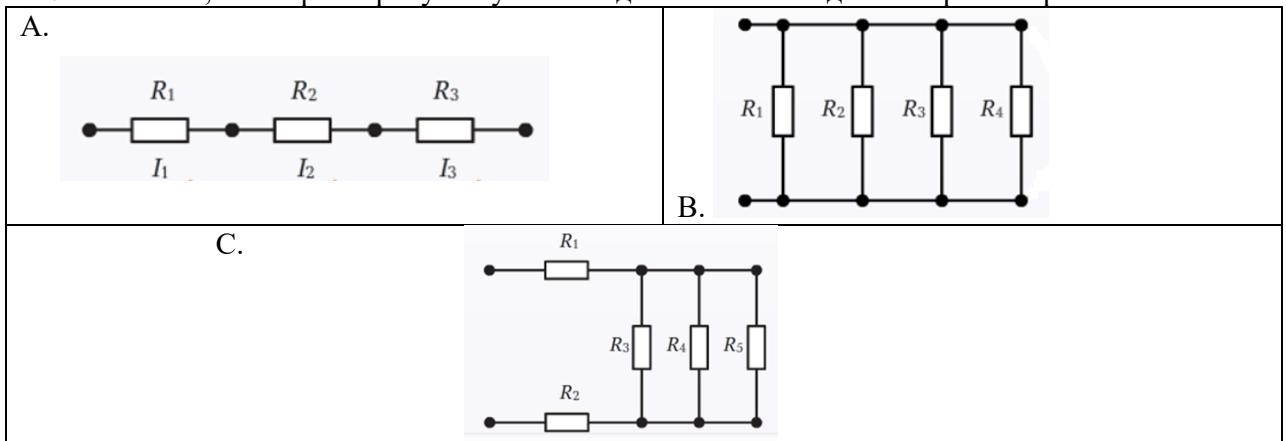 A.
R₁ R₂ R₃
I₁ I₂ I₃
R₁ R₂ R₃ R₄
B.
C.
R₁
R₃ R₄ R₅
R₂